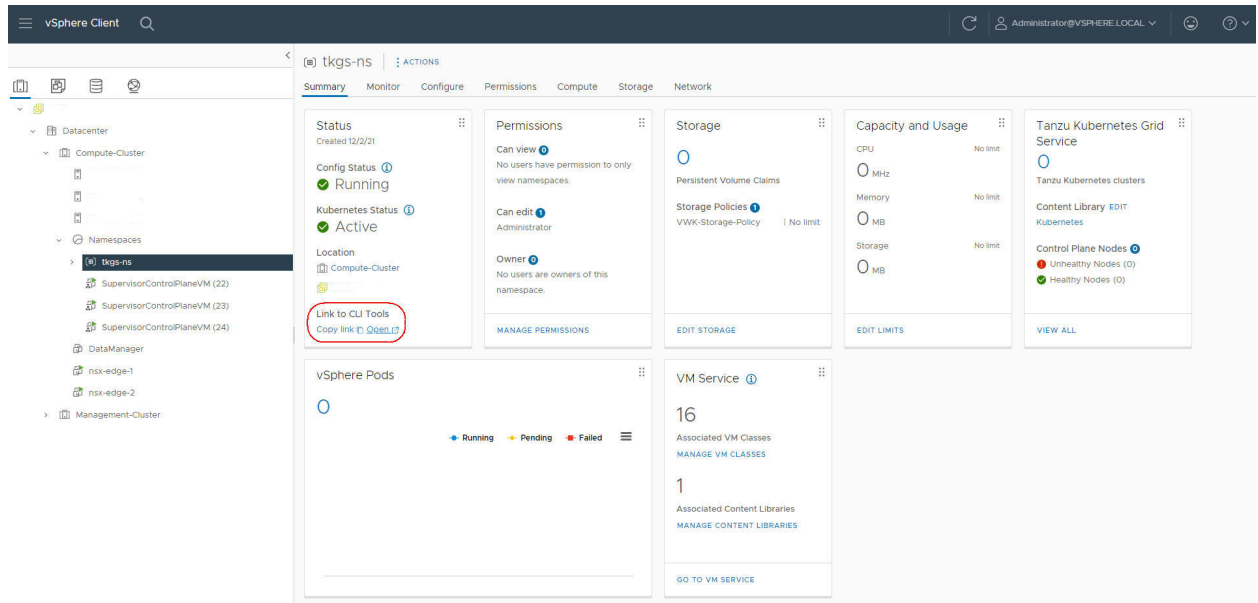 vSphere Client
Administrator@VSPHERE.LOCAL
tkgs-ns
ACTIONS
Summary Monitor Configure Permissions Compute Storage Network
Datacenter
Compute-Cluster
Namespaces
tkgs-ns
SupervisorControlPlaneVM (22)
SupervisorControlPlaneVM (23)
SupervisorControlPlaneVM (24)
DataManager
nsx-edge-1
nsx-edge-2
Management-Cluster
Status
Created 12/2/21
Config Status
Running
Kubernetes Status
Active
Location
Compute-Cluster
Link to CLI Tools
Copy link Open
Permissions
Can view 0
No users have permission to only
view namespaces.
Can edit 1
Administrator
Owner 0
No users are owners of this
namespace.
MANAGE PERMISSIONS
Storage
0
Persistent Volume Claims
Storage Policies 1
VWK-Storage-Policy | No limit
EDIT STORAGE
Capacity and Usage
CPU No limit
0 MHz
Memory No limit
0 MB
Storage No limit
0 MB
EDIT LIMITS
Tanzu Kubernetes Grid
Service
0
Tanzu Kubernetes clusters
Content Library EDIT
Kubernetes
Control Plane Nodes 0
Unhealthy Nodes (0)
Healthy Nodes (0)
VIEW ALL
vSphere Pods
0
Running Pending Failed
VM Service
16
Associated VM Classes
MANAGE VM CLASSES
1
Associated Content Libraries
MANAGE CONTENT LIBRARIES
GO TO VM SERVICE